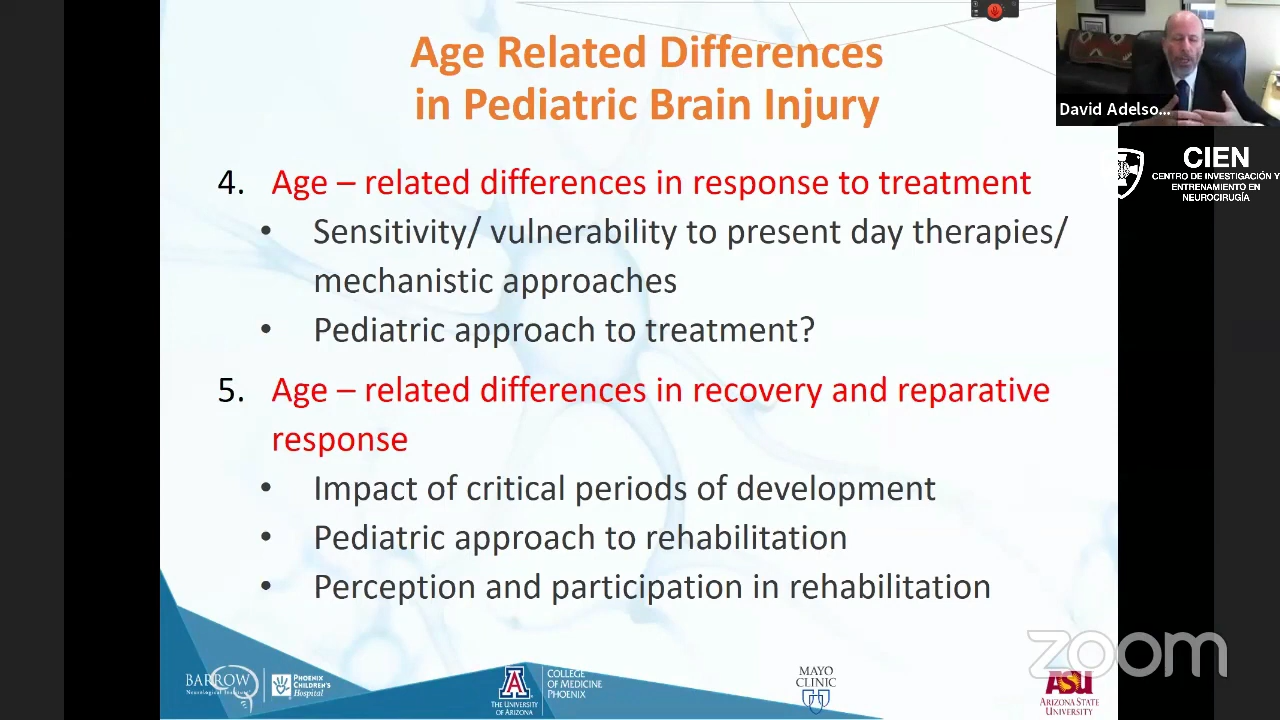 Age Related Differences
in Pediatric Brain Injury
David Adelso...
CIEN
CENTRO DE INVESTIGACIÓN Y
ENTRENAMIENTO EN
NEUROCIRUGÍA
4. Age – related differences in response to treatment
• Sensitivity/ vulnerability to present day therapies/
mechanistic approaches
• Pediatric approach to treatment?
5. Age – related differences in recovery and reparative
response
• Impact of critical periods of development
• Pediatric approach to rehabilitation
• Perception and participation in rehabilitation
zoom
BARROW
Neurological Institute
PHOENIX
CHILDREN'S
Hospital
A
THE UNIVERSITY
OF ARIZONA
COLLEGE
OF MEDICINE
PHOENIX
MAYO
CLINIC
ASU
ARIZONA STATE
UNIVERSITY